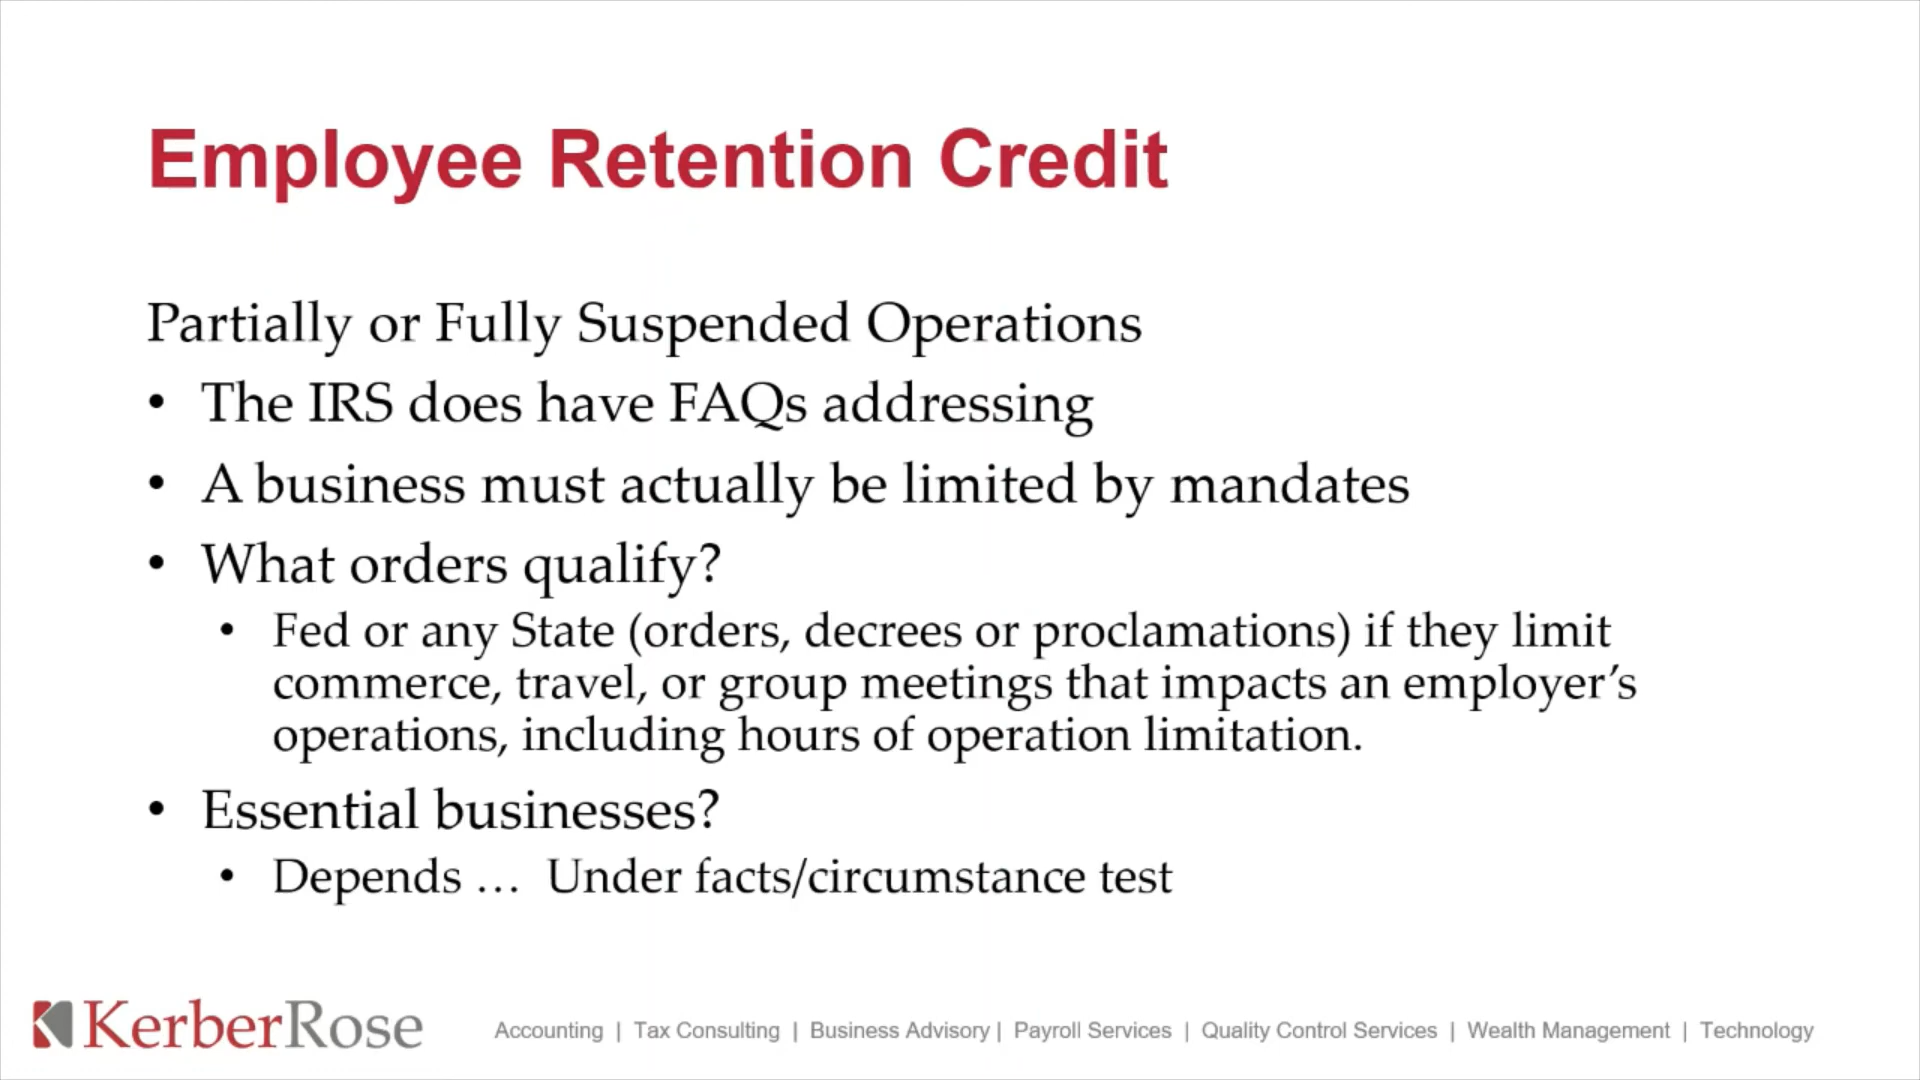 Employee Retention Credit
Partially or Fully Suspended Operations
• The IRS does have FAQs addressing
• A business must actually be limited by mandates
• What orders qualify?
• Fed or any State (orders, decrees or proclamations) if they limit
commerce, travel, or group meetings that impacts an employer’s
operations, including hours of operation limitation.
• Essential businesses?
• Depends … Under facts/circumstance test
KerberRose
Accounting | Tax Consulting | Business Advisory | Payroll Services | Quality Control Services | Wealth Management | Technology